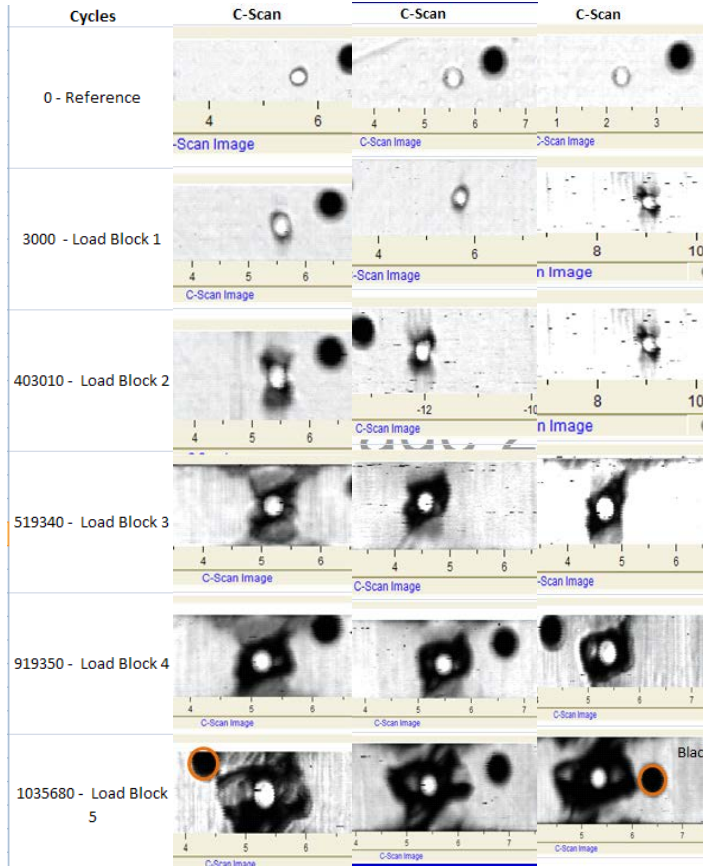 Cycles C-Scan C-Scan C-Scan
0 - Reference
4 6 4 5 6 7 1 2 3
-Scan Image C-Scan Image C-Scan Image
3000 - Load Block 1
4 5 6 7 4 6 8 10
C-Scan Image -Scan Image n Image
403010 - Load Block 2
4 5 6 -12 -10 8 10
C-Scan Image n Image
519340 - Load Block 3
4 5 6 4 5 6 4 5
C-Scan Image C-Scan Image -Scan Image
919350 - Load Block 4
4 5 6 4 5 6 7 5 6 7
C-Scan Image C-Scan Image C-Scan Image
Blac
1035680 - Load Block
5
4 5 6 4 5 6 7 4 5 6 7
C-Scan Image C-Scan Image C-Scan Image